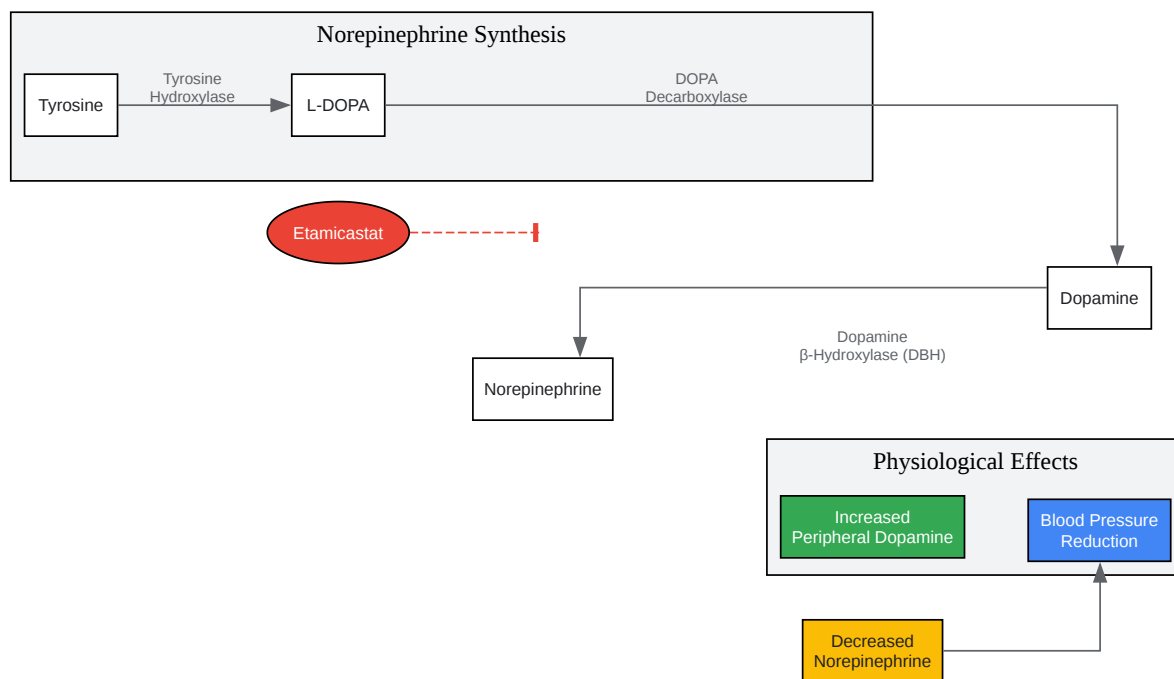 Norepinephrine Synthesis
Tyrosine
Hydroxylase
DOPA
Decarboxylase
Tyrosine
L-DOPA
Etamicastat
Dopamine
Dopamine
β-Hydroxylase (DBH)
Norepinephrine
Physiological Effects
Increased
Peripheral Dopamine
Blood Pressure
Reduction
Decreased
Norepinephrine